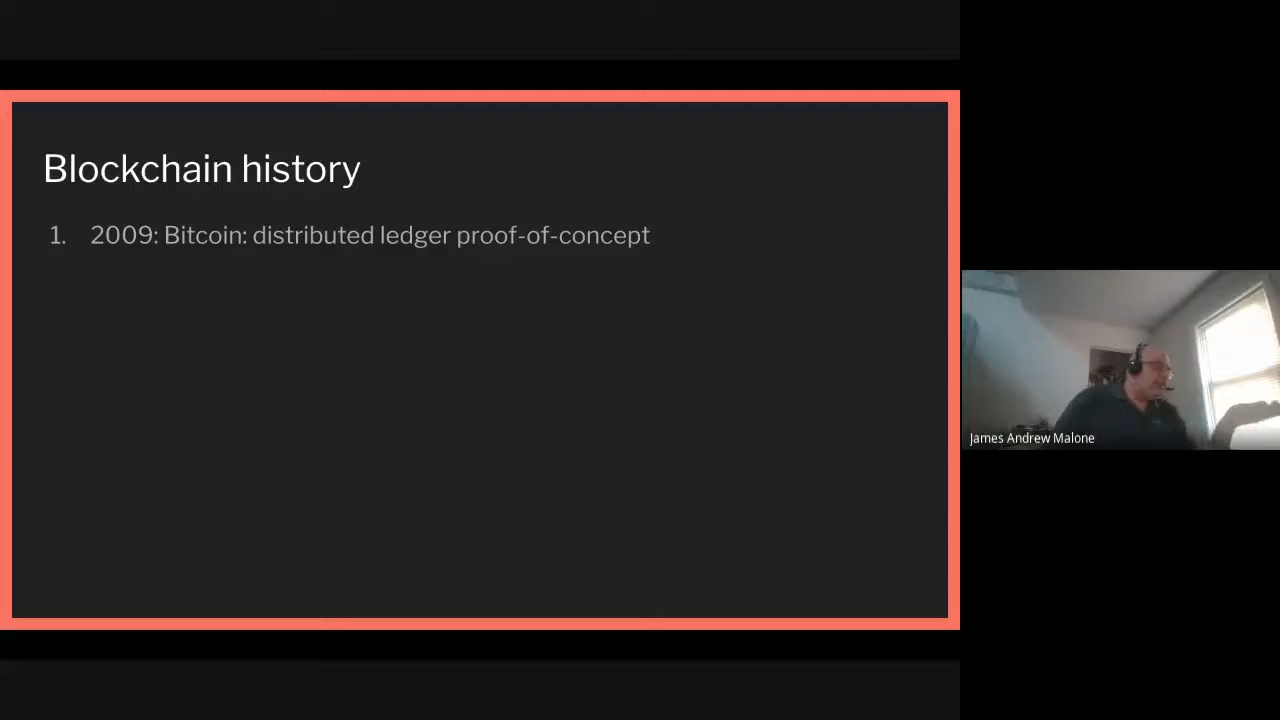 Blockchain history
1. 2009: Bitcoin: distributed ledger proof-of-concept
James Andrew Malone